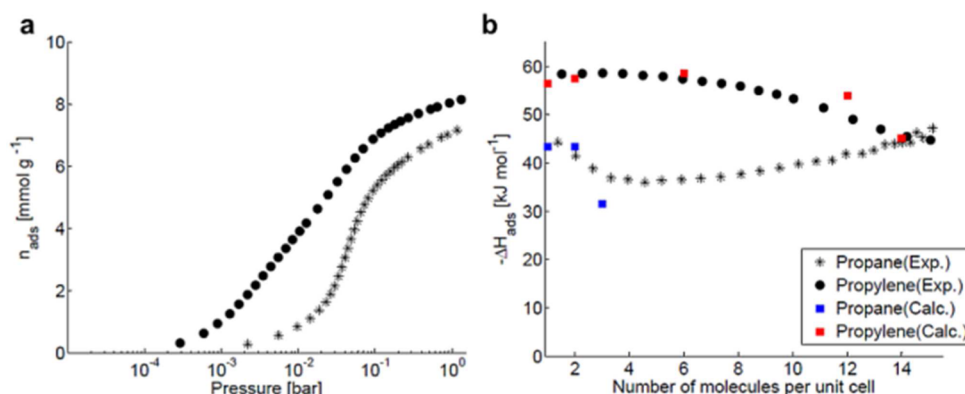 a
10
8
6
4
2
0
n_ads [mmol g⁻¹]
10⁻⁴
10⁻³
10⁻²
10⁻¹
10⁰
Pressure [bar]
b
60
50
40
30
20
10
0
-ΔH_ads [kJ mol⁻¹]
2
4
6
8
10
12
14
Number of molecules per unit cell
Propane(Exp.)
Propylene(Exp.)
Propane(Calc.)
Propylene(Calc.)